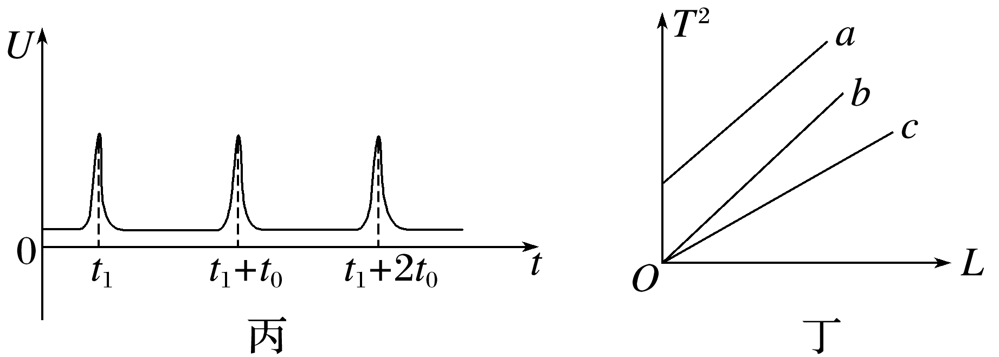 U
0
t₁
t₁+t₀
t₁+2t₀
t
丙
T²
a
b
c
O
L
丁